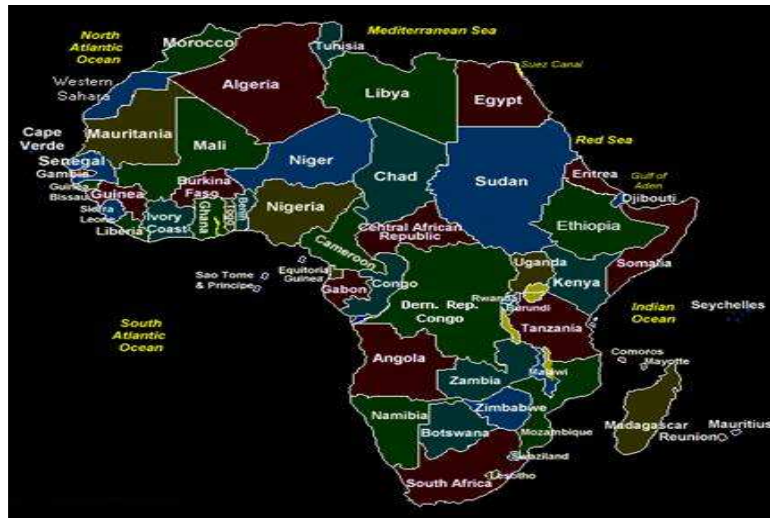 North
Atlantic
Ocean
Mediterranean Sea
Morocco
Tunisia
Suez Canal
Western
Sahara
Algeria
Libya
Egypt
Cape
Verde
Mauritania
Mali
Niger
Chad
Sudan
Red Sea
Eritrea
Gulf of
Aden
Djibouti
Senegal
Gambia
Guinea
Bissau
Guinea
Sierra
Leone
Liberia
Ivory
Coast
Burkina
Faso
Ghana
Togo
Benin
Nigeria
Cameroon
Central African
Republic
Ethiopia
Somalia
Sao Tome
& Principe
Equitoria
Guinea
Gabon
Congo
Dem. Rep.
Congo
Uganda
Kenya
Rwanda
Burundi
Tanzania
Indian
Ocean
Seychelles
South
Atlantic
Ocean
Angola
Zambia
Malawi
Comoros
Mayotte
Namibia
Botswana
Zimbabwe
Mozambique
Madagascar
Mauritius
Reunion
Swaziland
Lesotho
South Africa